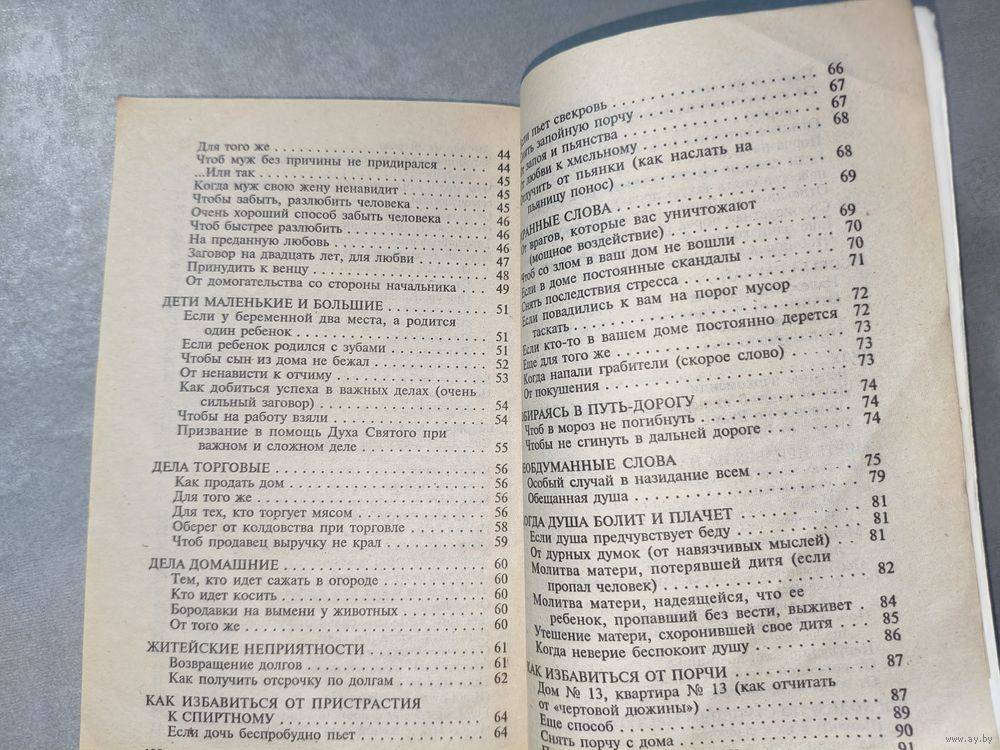 Для того же . . . . . . . . . . 44
Чтоб муж без причины не придирался . . . . 44
...Или так . . . . . . . . . . 45
Когда муж свою жену ненавидит . . . . . 45
Чтобы забыть, разлюбить человека . . . . . 45
Очень хороший способ забыть человека . . . . 46
Чтоб быстрее разлюбить . . . . . . . 46
На преданную любовь . . . . . . . 46
Заговор на двадцать лет, для любви . . . . . 47
Принудить к венцу . . . . . . . . 48
От домогательства со стороны начальника . . . 49
ДЕТИ МАЛЕНЬКИЕ И БОЛЬШИЕ . . . . . 51
Если у беременной два места, а родится
один ребенок . . . . . . . . 51
Если ребенок родился с зубами . . . . . . 51
Чтобы сын из дома не бежал . . . . . . 52
От ненависти к отчиму . . . . . . . 53
Как добиться успеха в важных делах (очень
сильный заговор) . . . . . . . . 54
Чтобы на работу взяли . . . . . . . 54
Призвание в помощь Духа Святого при
важном и сложном деле . . . . . . 55
ДЕЛА ТОРГОВЫЕ . . . . . . . . 56
Как продать дом . . . . . . . . 56
Для того же . . . . . . . . . . 56
Для тех, кто торгует мясом . . . . . . 56
Оберег от колдовства при торговле . . . . . 58
Чтоб продавец выручку не крал . . . . . . 59
ДЕЛА ДОМАШНИЕ . . . . . . . . 60
Тем, кто идет сажать в огороде . . . . . . 60
Кто идет косить . . . . . . . . . 60
Бородавки на вымени у животных . . . . . 60
От того же . . . . . . . . . . 60
ЖИТЕЙСКИЕ НЕПРИЯТНОСТИ . . . . . 61
Возвращение долгов . . . . . . . . 61
Как получить отсрочку по долгам . . . . . 62
КАК ИЗБАВИТЬСЯ ОТ ПРИСТРАСТИЯ
К СПИРТНОМУ . . . . . . . . . 64
Если дочь беспробудно пьет . . . . . . 64
ли пьет свекровь . . . . . . . . 66
запойную порчу . . . . . . . 67
запоя и пьянства . . . . . . . . 67
любви к хмельному . . . . . . . 68
от пьянки (как наслать на
пьяницу понос) . . . . . . . . 68
РАННЫЕ СЛОВА . . . . . . . . 69
От врагов, которые вас уничтожают
(мощное воздействие) . . . . . . . 69
Чтоб со злом в ваш дом не вошли . . . . . 70
Если в доме постоянные скандалы . . . . . 70
Снять последствия стресса . . . . . . . 71
Если повадились к вам на порог мусор
таскать . . . . . . . . . . 72
Если кто-то в вашем доме постоянно дерется 72
Еще для того же . . . . . . . . . 73
Когда напали грабители (скорое слово) . . . 73
От покушения . . . . . . . . . 73
ОБИРАЯСЬ В ПУТЬ-ДОРОГУ . . . . . 74
Чтоб в мороз не погибнуть . . . . . . 74
Чтобы не сгинуть в дальней дороге . . . . 74
ЕОБДУМАННЫЕ СЛОВА
Особый случай в назидание всем . . . . . 75
Обещанная душа . . . . . . . . 79
ОГДА ДУША БОЛИТ И ПЛАЧЕТ . . . . 81
Если душа предчувствует беду . . . . . 81
От дурных думок (от навязчивых мыслей) . . 81
Молитва матери, потерявшей дитя (если
пропал человек) . . . . . . . . 82
Молитва матери, надеющейся, что ее
ребенок, пропавший без вести, выживет . 84
Утешение матери, схоронившей свое дитя . . . 85
Когда неверие беспокоит душу . . . . . 86
КАК ИЗБАВИТЬСЯ ОТ ПОРЧИ . . . . . 87
Дом № 13, квартира № 13 (как отчитать
от «чертовой дюжины») . . . . . . 87
Еще способ . . . . . . . . . . 89
Снять порчу с дома . . . . . . . . 90
91
www.ay.by